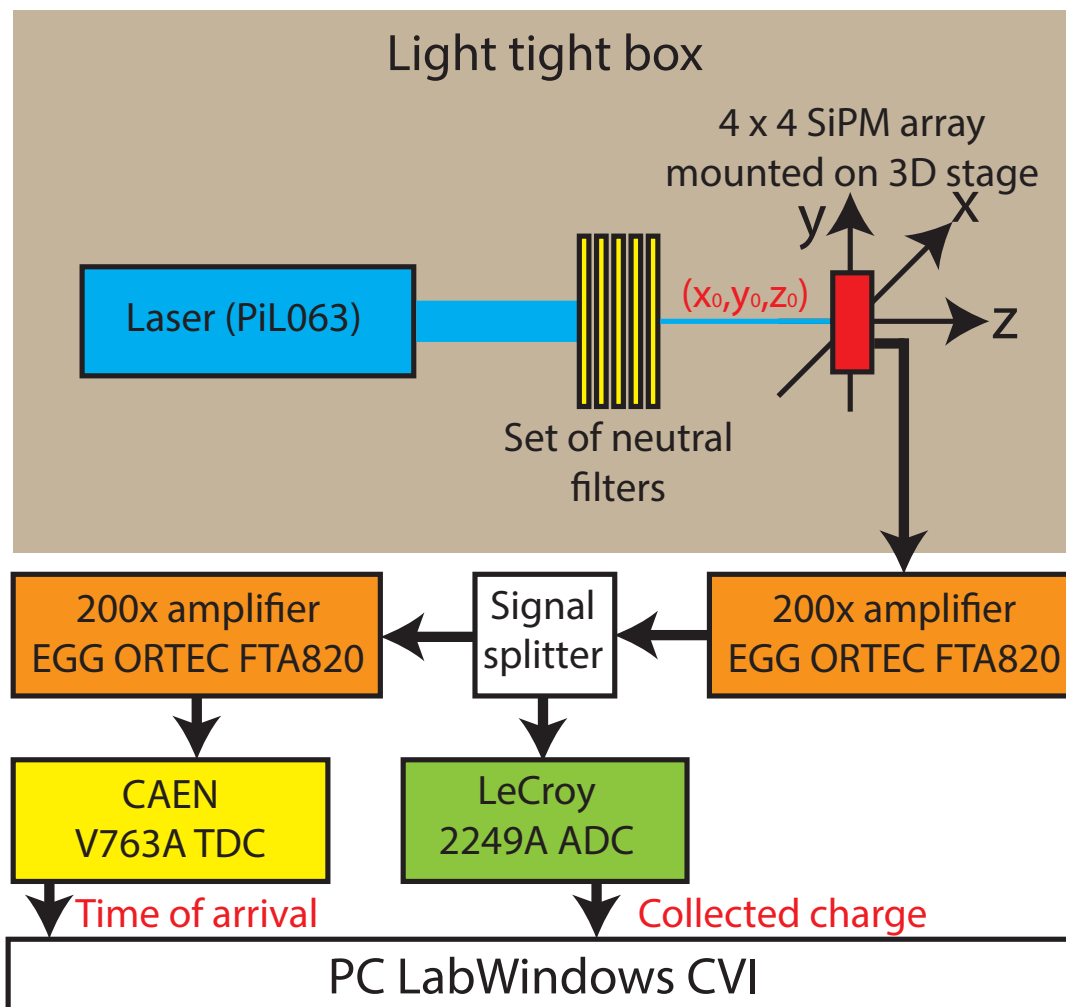 Light tight box
4 x 4 SiPM array
mounted on 3D stage
y
x
z
Laser (PiL063)
(x₀,y₀,z₀)
Set of neutral
filters
200x amplifier
EGG ORTEC FTA820
Signal
splitter
200x amplifier
EGG ORTEC FTA820
CAEN
V763A TDC
LeCroy
2249A ADC
Time of arrival
Collected charge
PC LabWindows CVI